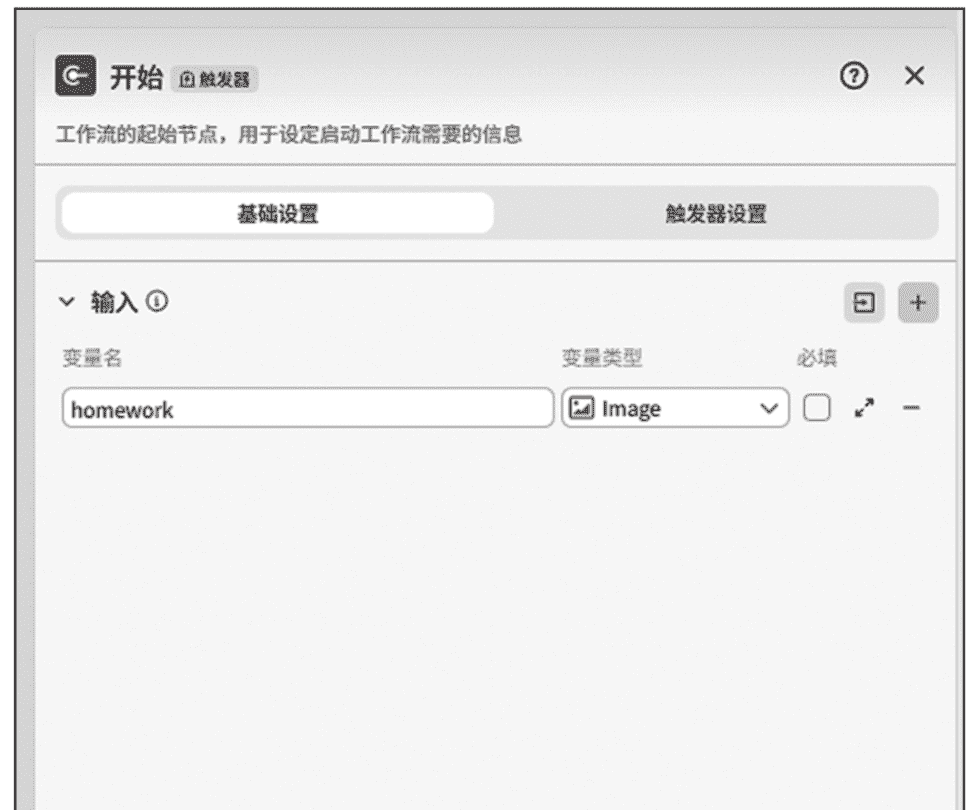 开始 触发器
工作流的起始节点，用于设定启动工作流需要的信息
基础设置 触发器设置
输入
变量名 变量类型 必填
homework Image